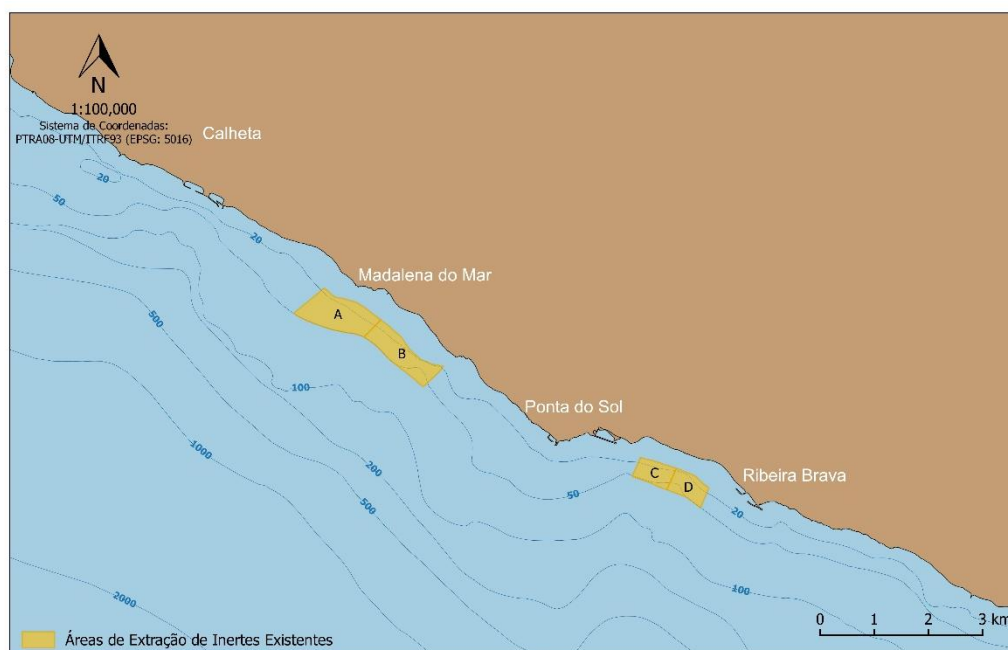 N
1:100,000
Sistema de Coordenadas:
PTRA08-UTM/ITRF93 (EPSG: 5016)
Calheta
20
50
20
Madalena do Mar
A
500
B
100
Ponta do Sol
1000
200
C
Ribeira Brava
D
50
500
20
100
2000
0 1 2 3 km
Áreas de Extração de Inertes Existentes